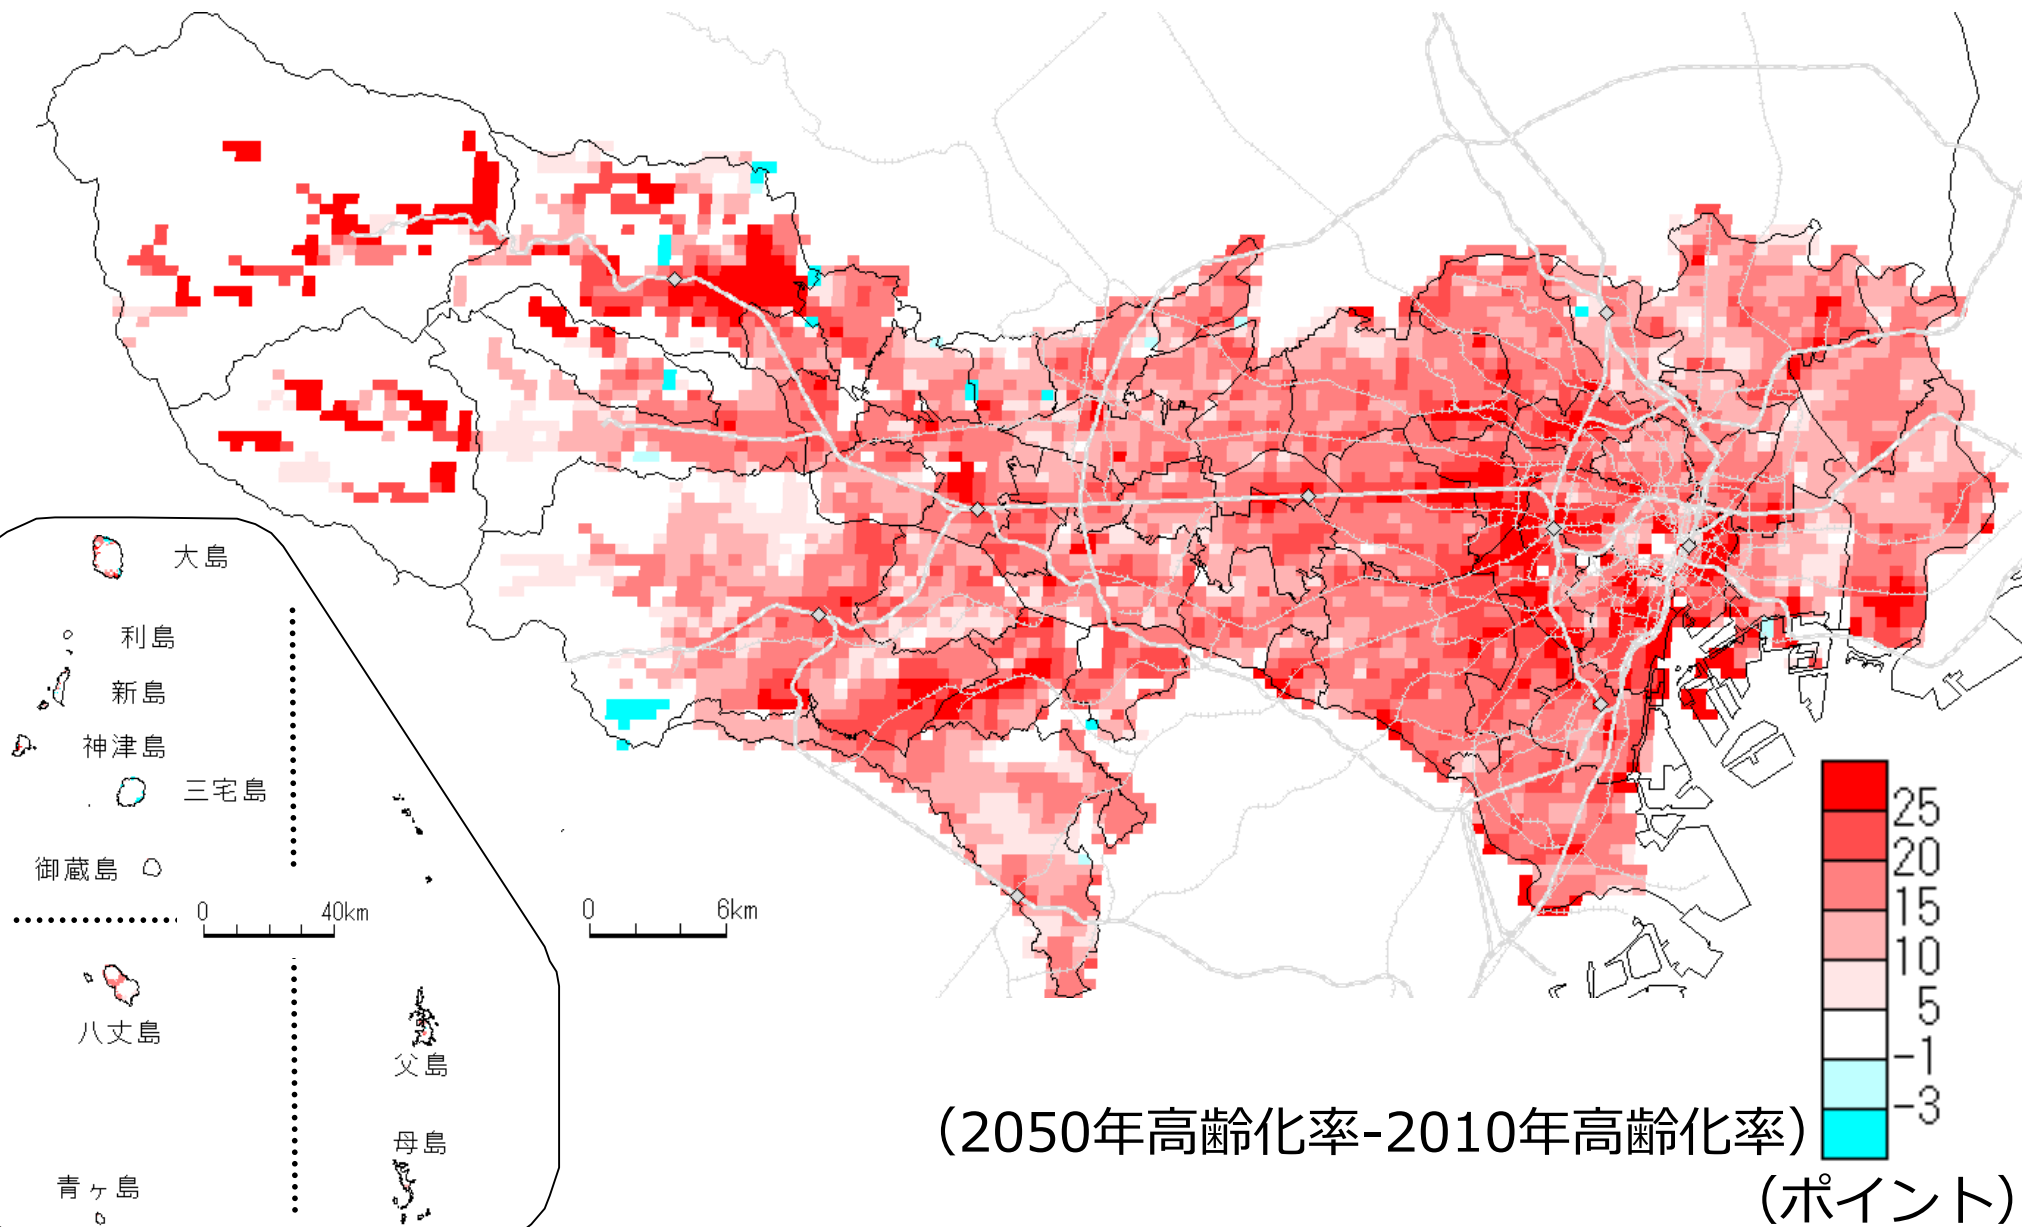 大島
利島
新島
神津島
三宅島
御蔵島
0 40km
0 6km
八丈島
父島
母島
青ヶ島
25
20
15
10
5
-1
-3
（2050年高齢化率-2010年高齢化率）
（ポイント）